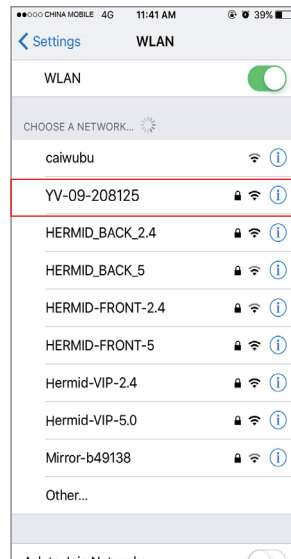 CHINA MOBILE 4G 11:41 AM 39%
Settings WLAN
WLAN
CHOOSE A NETWORK...
caiwubu
YV-09-208125
HERMID_BACK_2.4
HERMID_BACK_5
HERMID-FRONT-2.4
HERMID-FRONT-5
Hermid-VIP-2.4
Hermid-VIP-5.0
Mirror-b49138
Other...